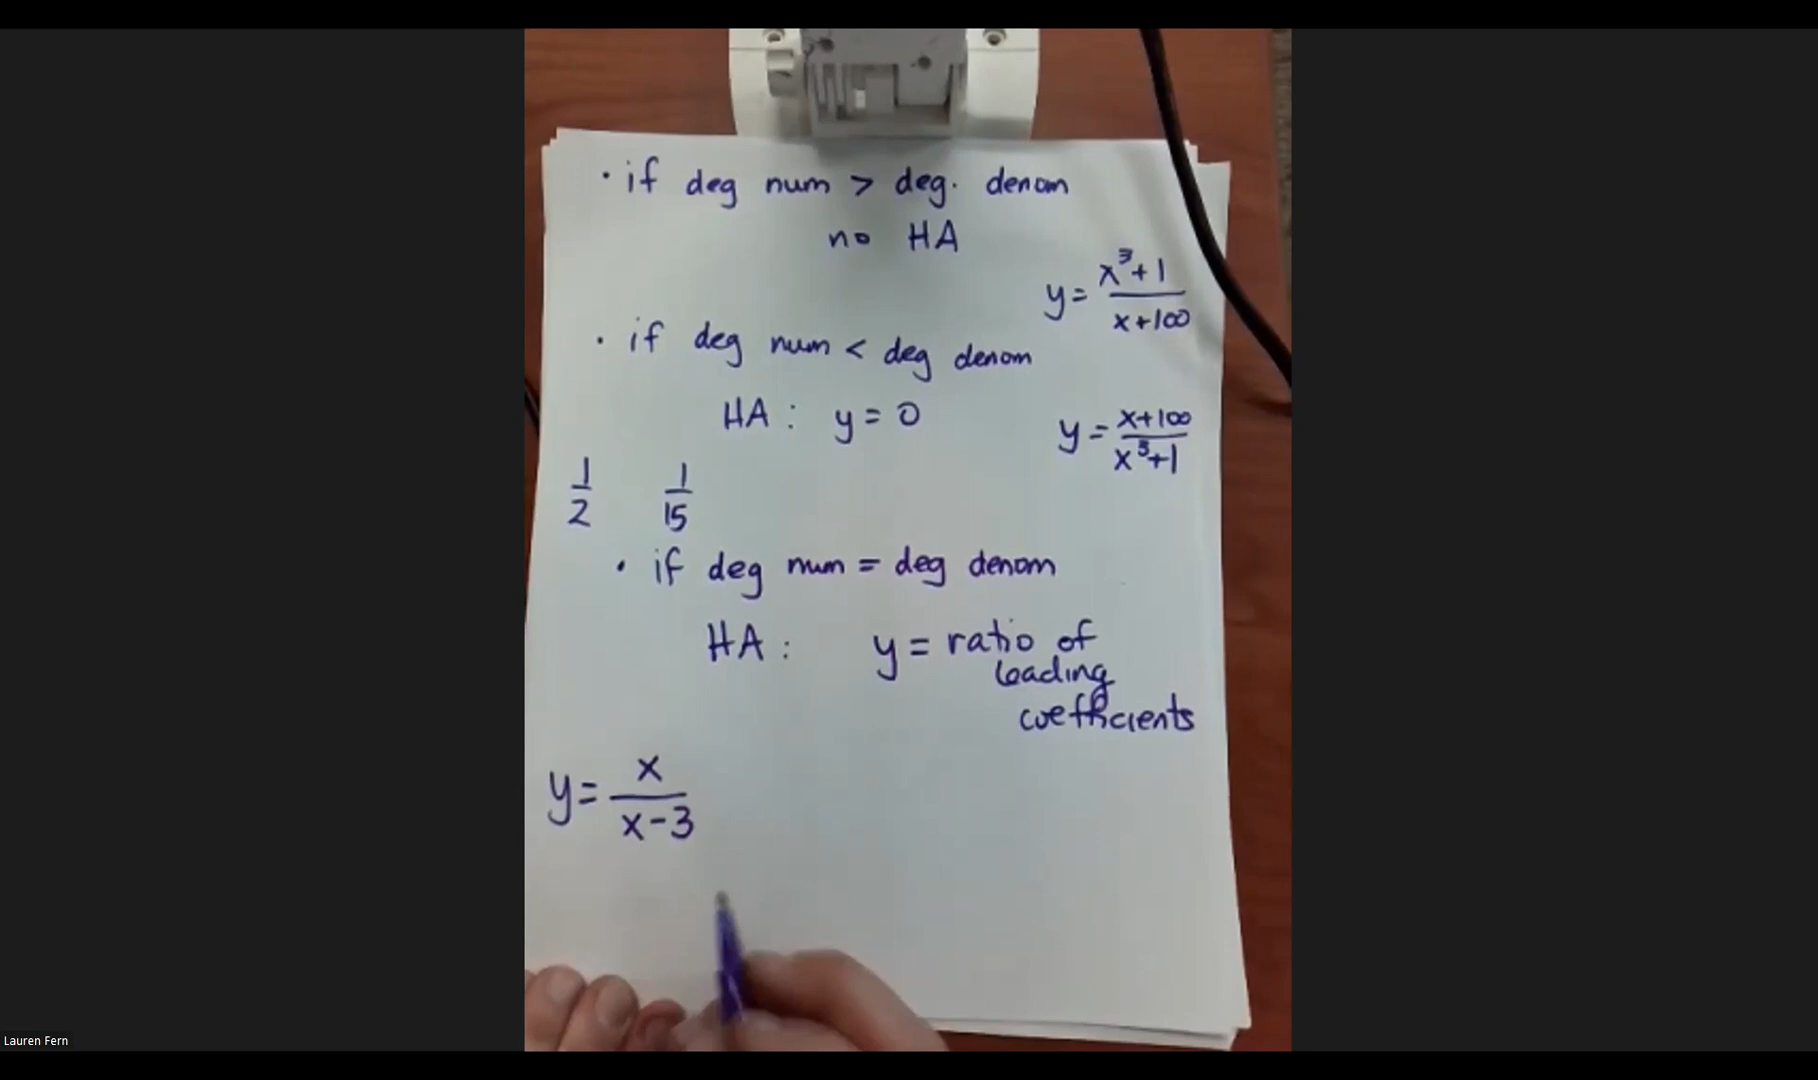 · if deg num > deg. denom
no HA
y = x³+1 / x+100
· if deg num < deg denom
HA : y = 0
y = x+100 / x³+1
1/2 1/15
· if deg num = deg denom
HA : y = ratio of
leading
coefficients
y = x / x-3
Lauren Fern